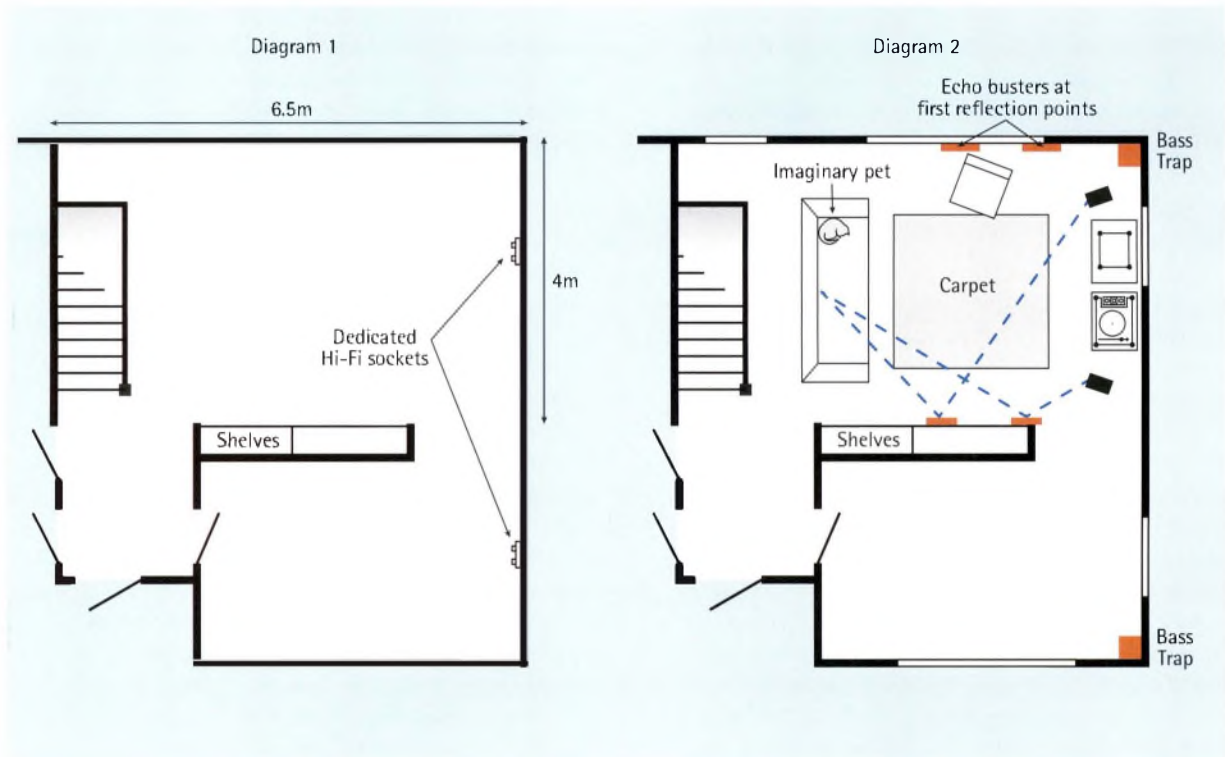 Diagram 1
6.5m
4m
Dedicated
Hi-Fi sockets
Shelves
Diagram 2
Echo busters at
first reflection points
Bass
Trap
Imaginary pet
Carpet
Shelves
Bass
Trap